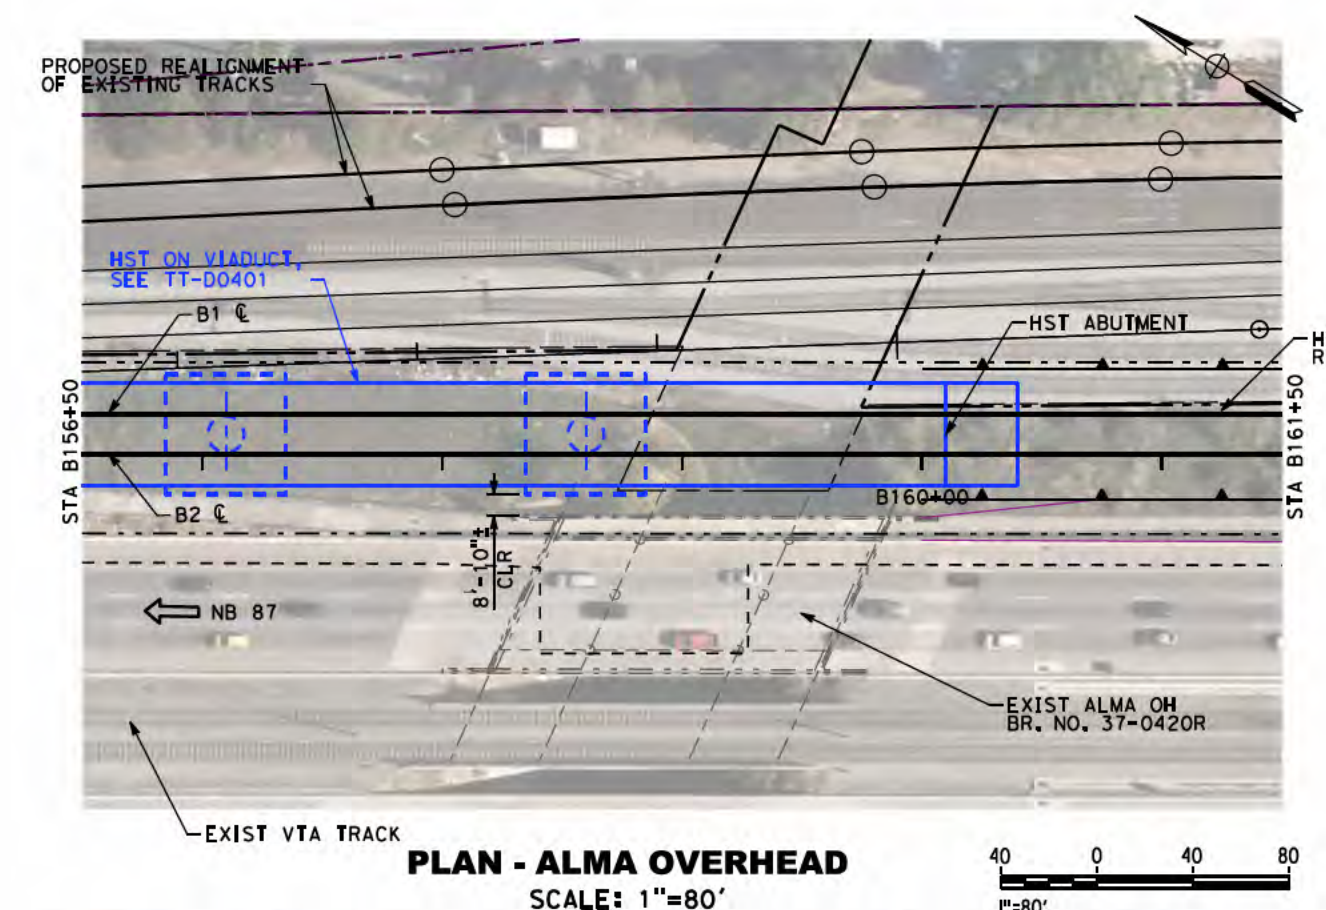 PROPOSED REALIGNMENT
OF EXISTING TRACKS
HST ON VIADUCT,
SEE TT-D0401
B1 ℄
HST ABUTMENT
H
R
STA B156+50
STA B161+50
B2 ℄
B160+00
8'-10"±
CLR
NB 87
EXIST ALMA OH
BR. NO. 37-0420R
EXIST VTA TRACK
PLAN - ALMA OVERHEAD
SCALE: 1"=80'
40 0 40 80
1"=80'